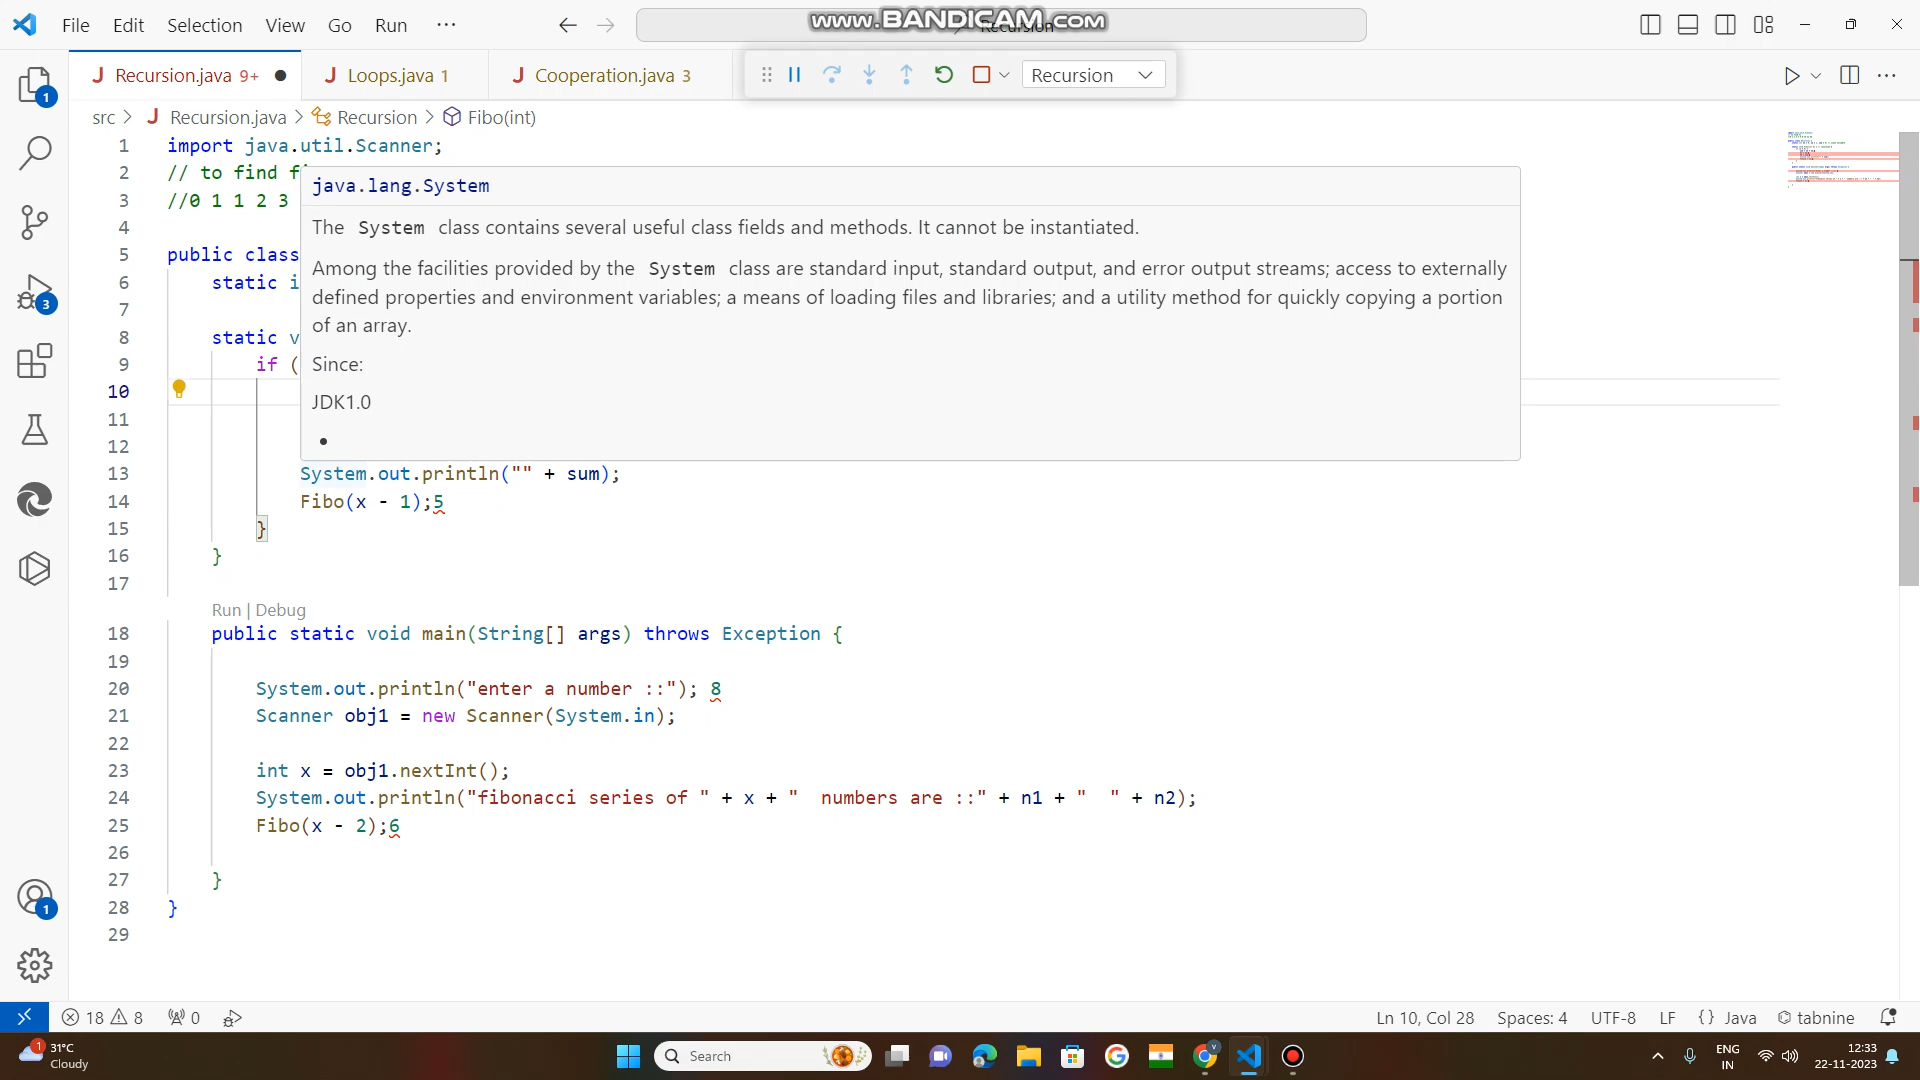 File Edit Selection View Go Run ···
www.BANDICAM.com
Recursion
Recursion.java 9+
Loops.java 1
Cooperation.java 3
Recursion
src > Recursion.java > Recursion > Fibo(int)
1 import java.util.Scanner;
2 // to find fi
3 //0 1 1 2 3
4
5 public class
6 static i
7
8 static v
9 if (
10
11
12
13 System.out.println("" + sum);
14 Fibo(x - 1);5
15 }
16 }
17
Run | Debug
18 public static void main(String[] args) throws Exception {
19
20 System.out.println("enter a number ::"); 8
21 Scanner obj1 = new Scanner(System.in);
22
23 int x = obj1.nextInt();
24 System.out.println("fibonacci series of " + x + "  numbers are ::" + n1 + "  " + n2);
25 Fibo(x - 2);6
26
27 }
28 }
29
java.lang.System
The System class contains several useful class fields and methods. It cannot be instantiated.
Among the facilities provided by the System class are standard input, standard output, and error output streams; access to externally
defined properties and environment variables; a means of loading files and libraries; and a utility method for quickly copying a portion
of an array.
Since:
JDK1.0
•
1
3
1
18 8 0
Ln 10, Col 28 Spaces: 4 UTF-8 LF {} Java tabnine
1 31°C
Cloudy
Search
ENG
IN
12:33
22-11-2023